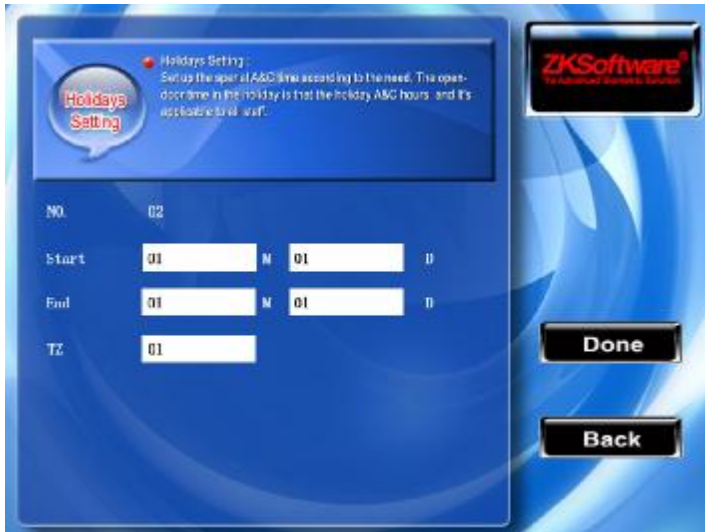 Holidays Setting :
Set up the special A&C time according to the need. The open-
door time in the holiday is that the holiday A&C hours and it's
applicable to all staff.
Holidays
Setting
ZKSoftware
NO. 02
Start 01 M 01 D
End 01 M 01 D
TZ 01
Done
Back